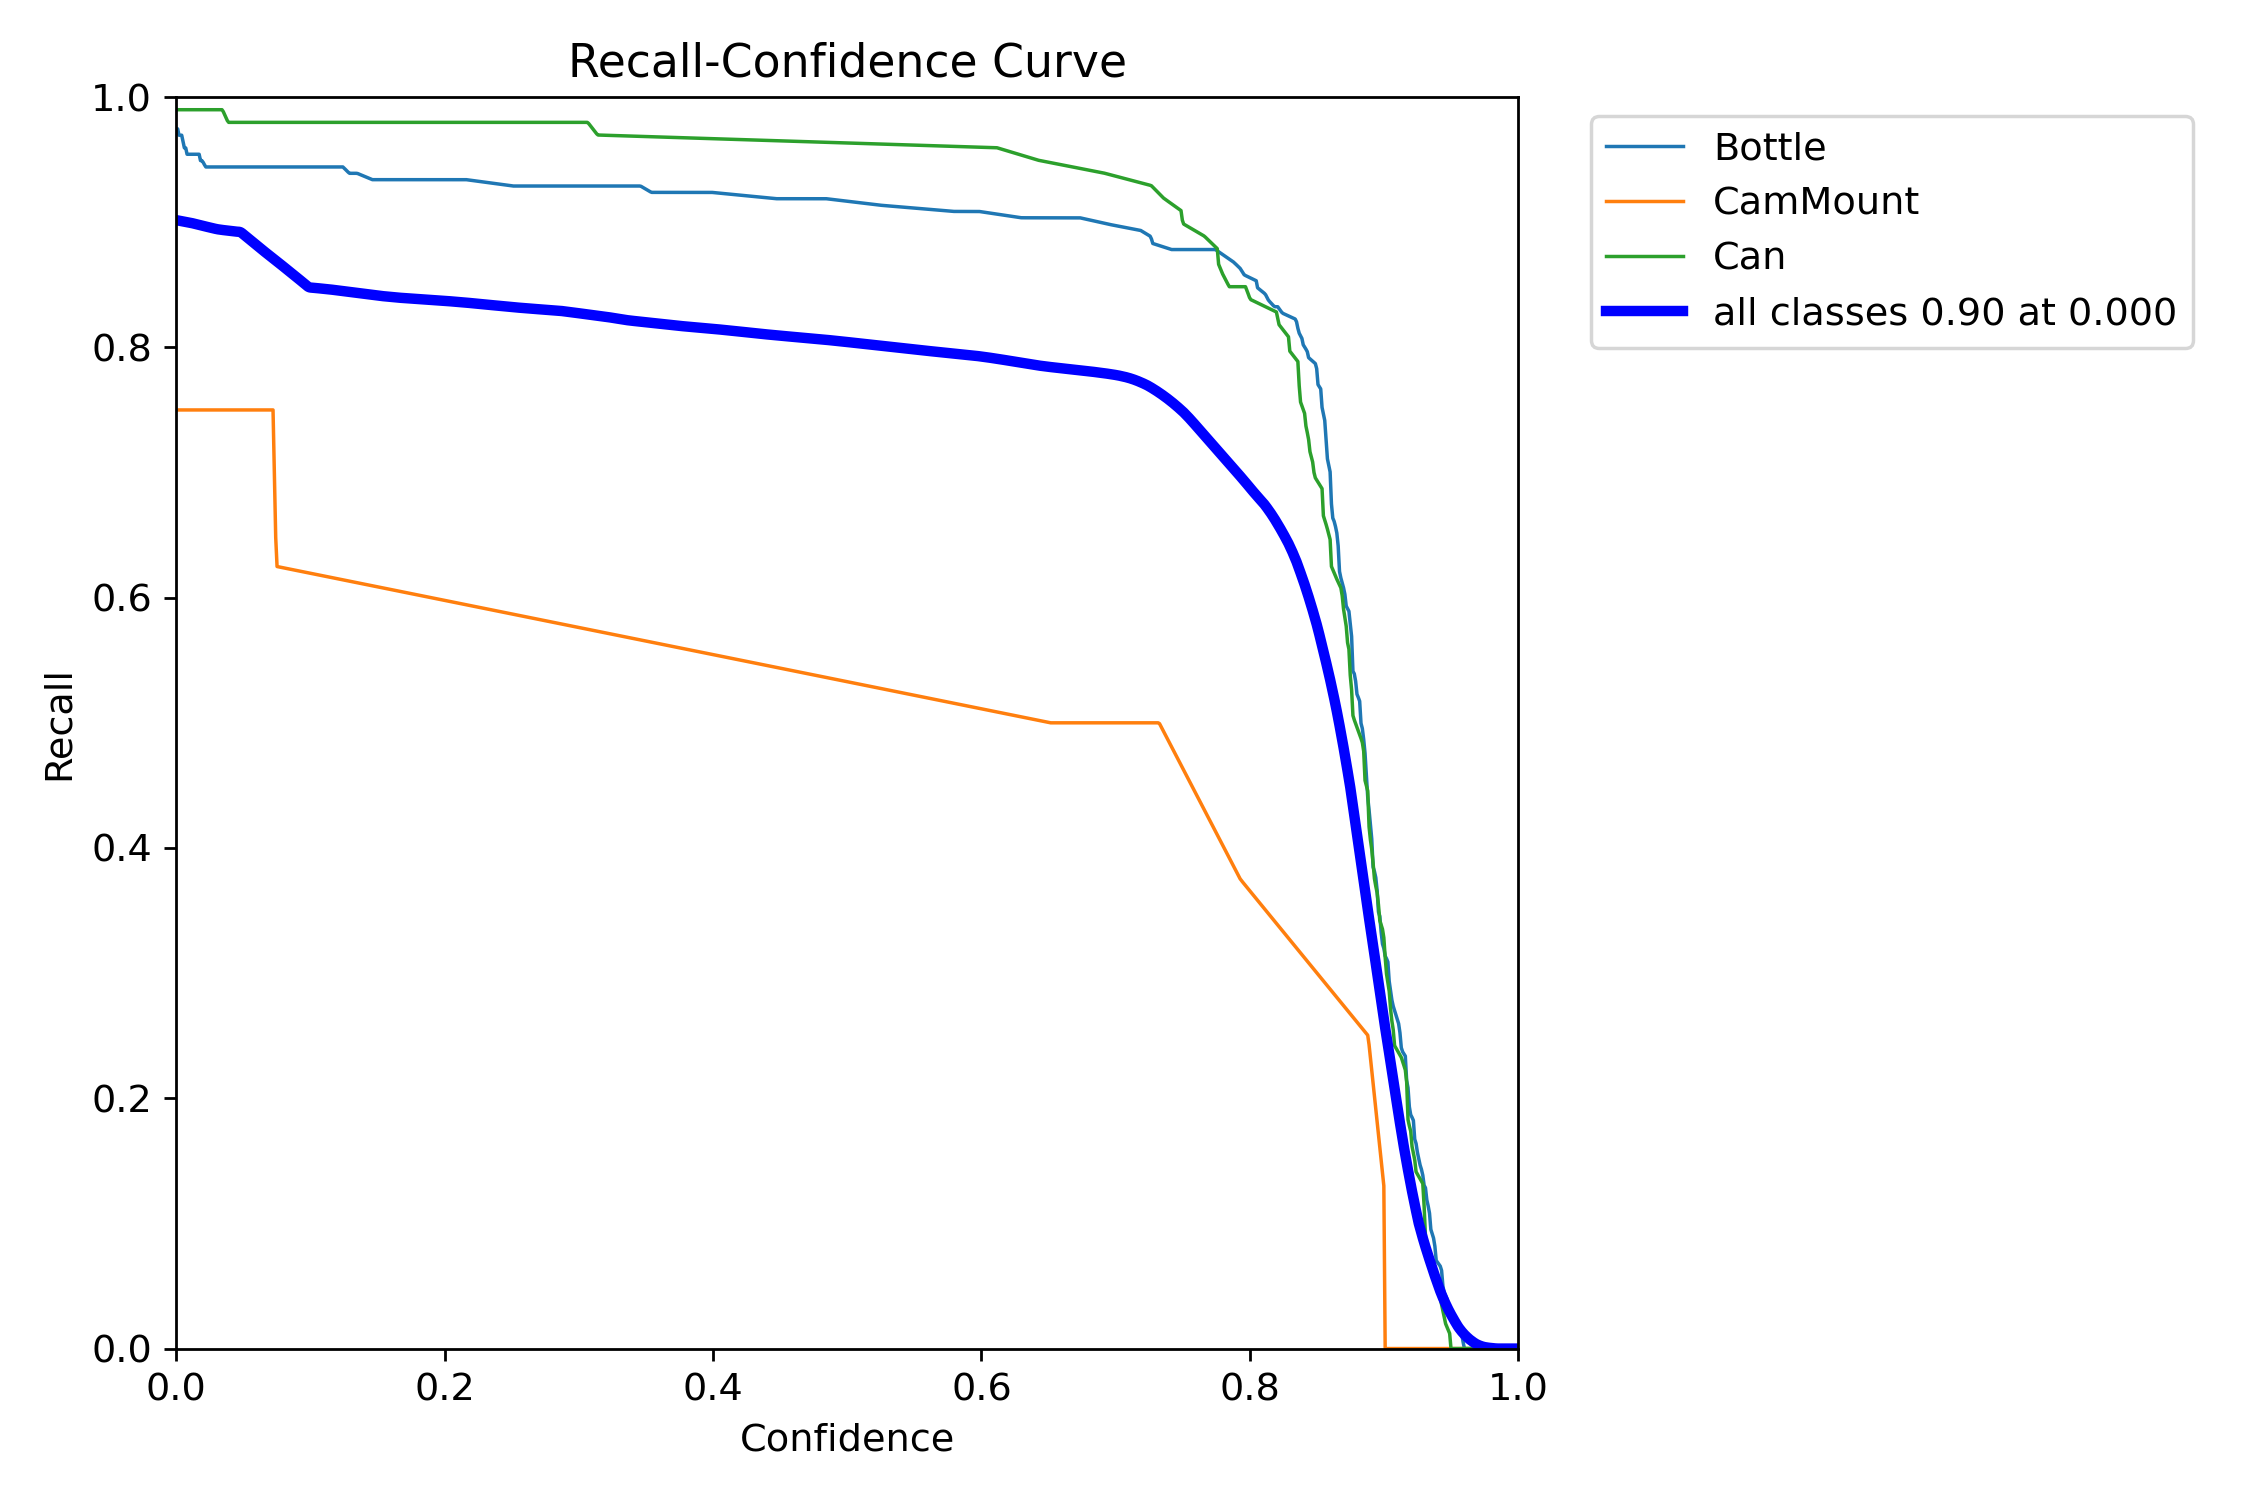 Recall-Confidence Curve
1.0
0.8
0.6
0.4
0.2
0.0
Recall
0.0 0.2 0.4 0.6 0.8 1.0
Confidence
Bottle
CamMount
Can
all classes 0.90 at 0.000